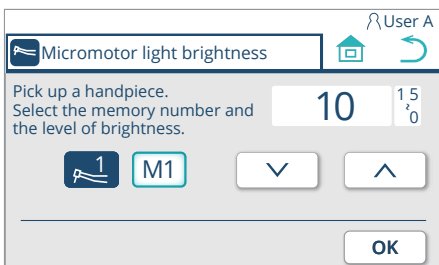 User A
Micromotor light brightness
Pick up a handpiece.
Select the memory number and
the level of brightness.
10
15
~
0
1
M1
OK